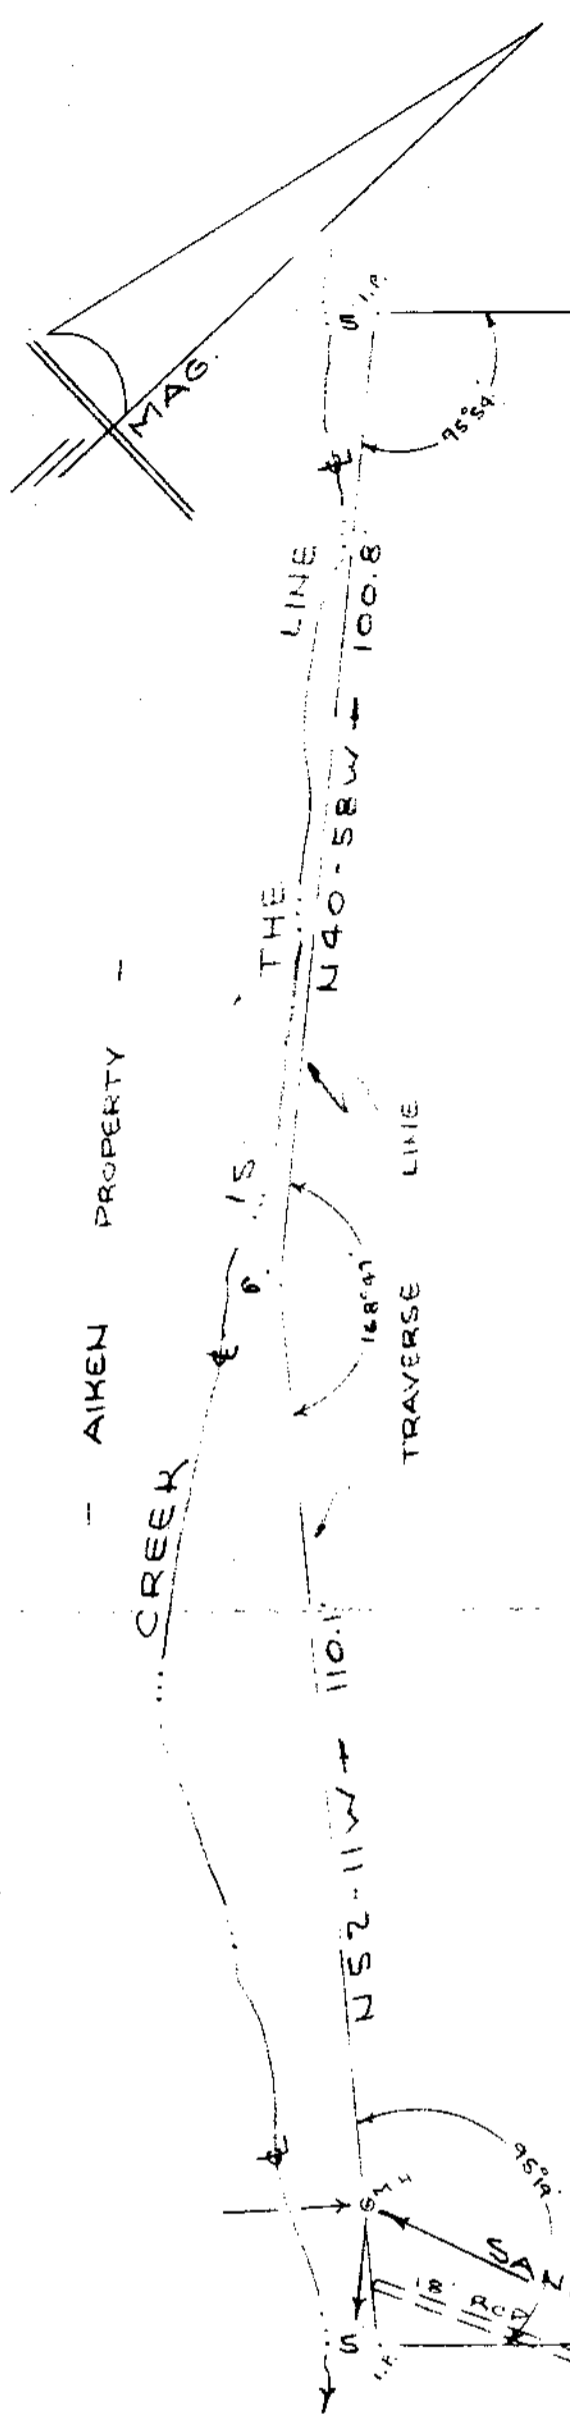 MAG.
- AIKEN PROPERTY -
CREEK IS THE LINE
N52-11W - 110.1'
N40-58W - 100.8
TRAVERSE LINE
168°47'
95°59'
95°19'
S
I.P.
S
I.P.
SAN
18" RCP